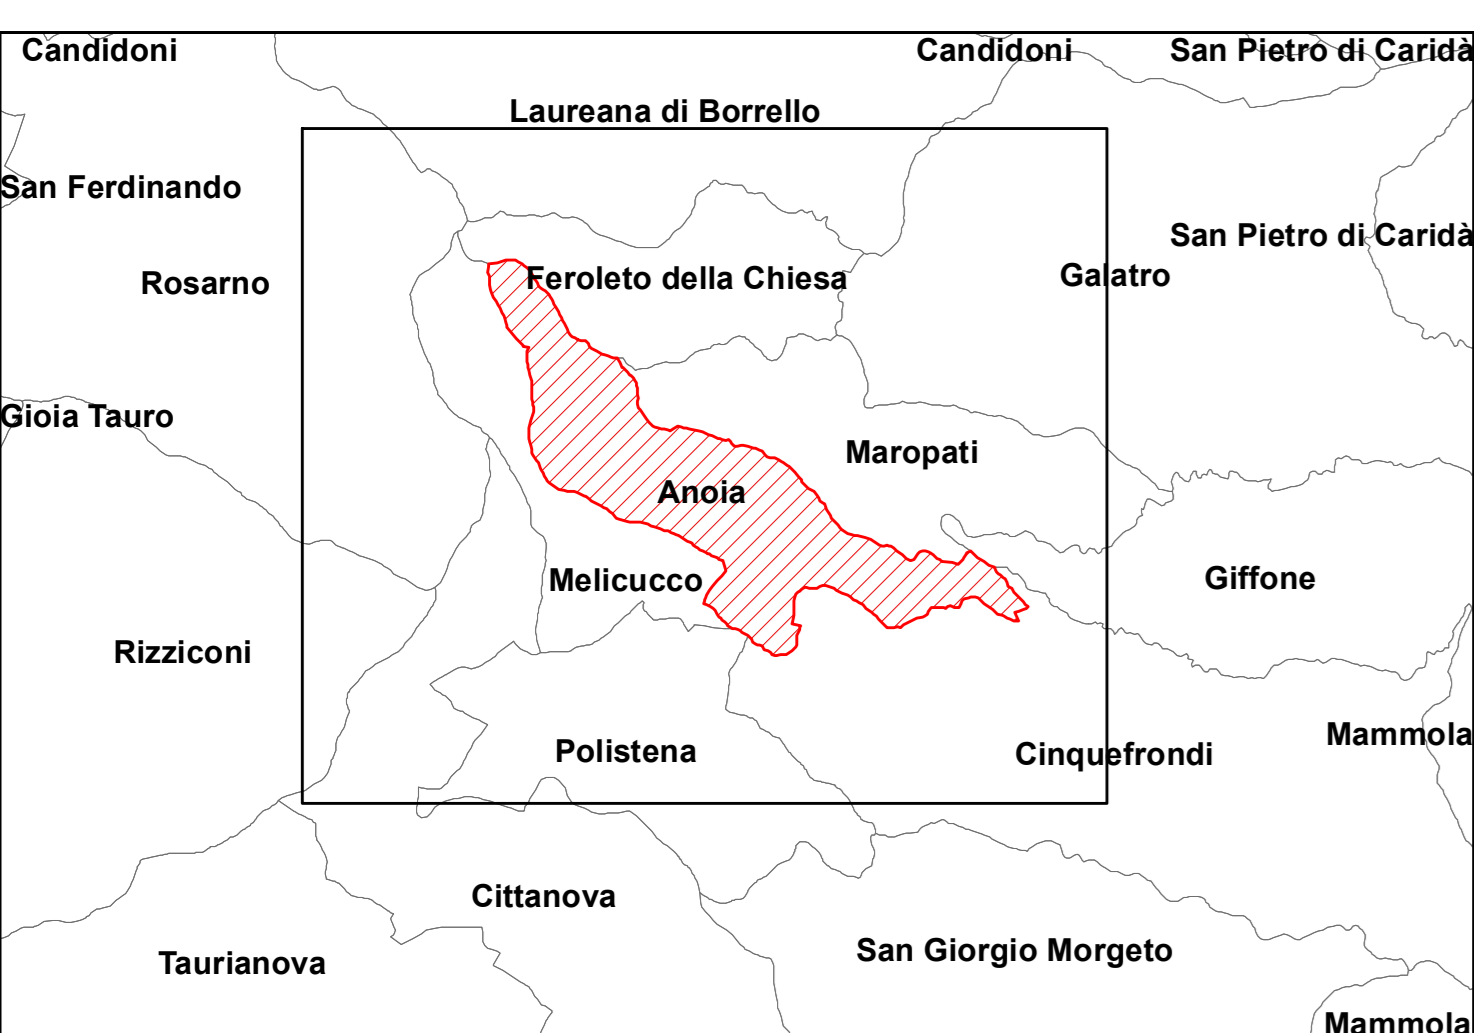 Candidoni
Candidoni
San Pietro di Caridà
Laureana di Borrello
San Ferdinando
San Pietro di Caridà
Rosarno
Feroleto della Chiesa
Galatro
Gioia Tauro
Maropati
Anoia
Melicucco
Giffone
Rizziconi
Polistena
Cinquefrondi
Mammola
Cittanova
San Giorgio Morgeto
Taurianova
Mammola